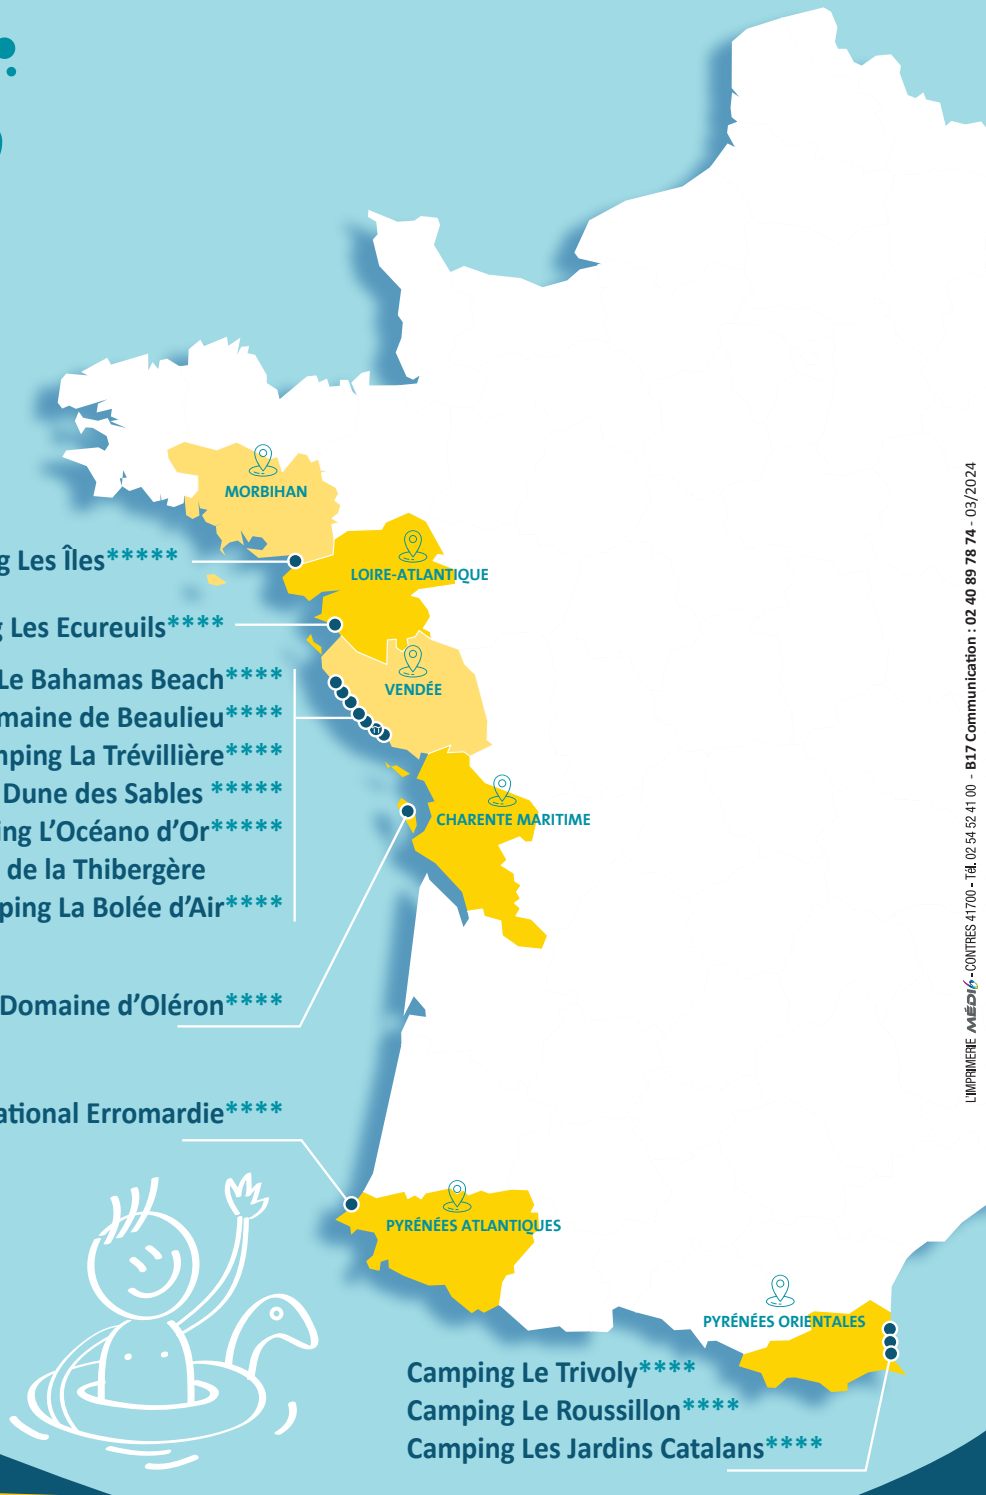 MORBIHAN
g Les Îles*****
LOIRE-ATLANTIQUE
g Les Ecureuils****
Le Bahamas Beach****
maine de Beaulieu****
mping La Trévillière****
Dune des Sables *****
ing L’Océano d’Or*****
de la Thibergère
ping La Bolée d’Air****
VENDÉE
CHARENTE MARITIME
Domaine d’Oléron****
ational Erromardie****
PYRÉNÉES ATLANTIQUES
PYRÉNÉES ORIENTALES
Camping Le Trivoly****
Camping Le Roussillon****
Camping Les Jardins Catalans****
L’IMPRIMERIE MÉDI6 - CONTRES 41700 - Tél. 02 54 52 41 00 - B17 Communication : 02 40 89 78 74 - 03/2024